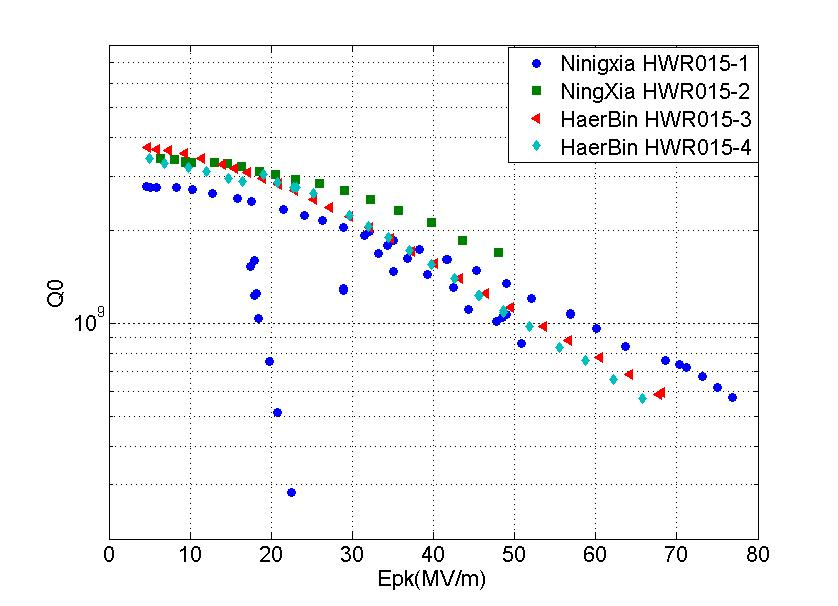 Ninigxia HWR015-1
NingXia HWR015-2
HaerBin HWR015-3
HaerBin HWR015-4
Q0
10^9
0 10 20 30 40 50 60 70 80
Epk(MV/m)